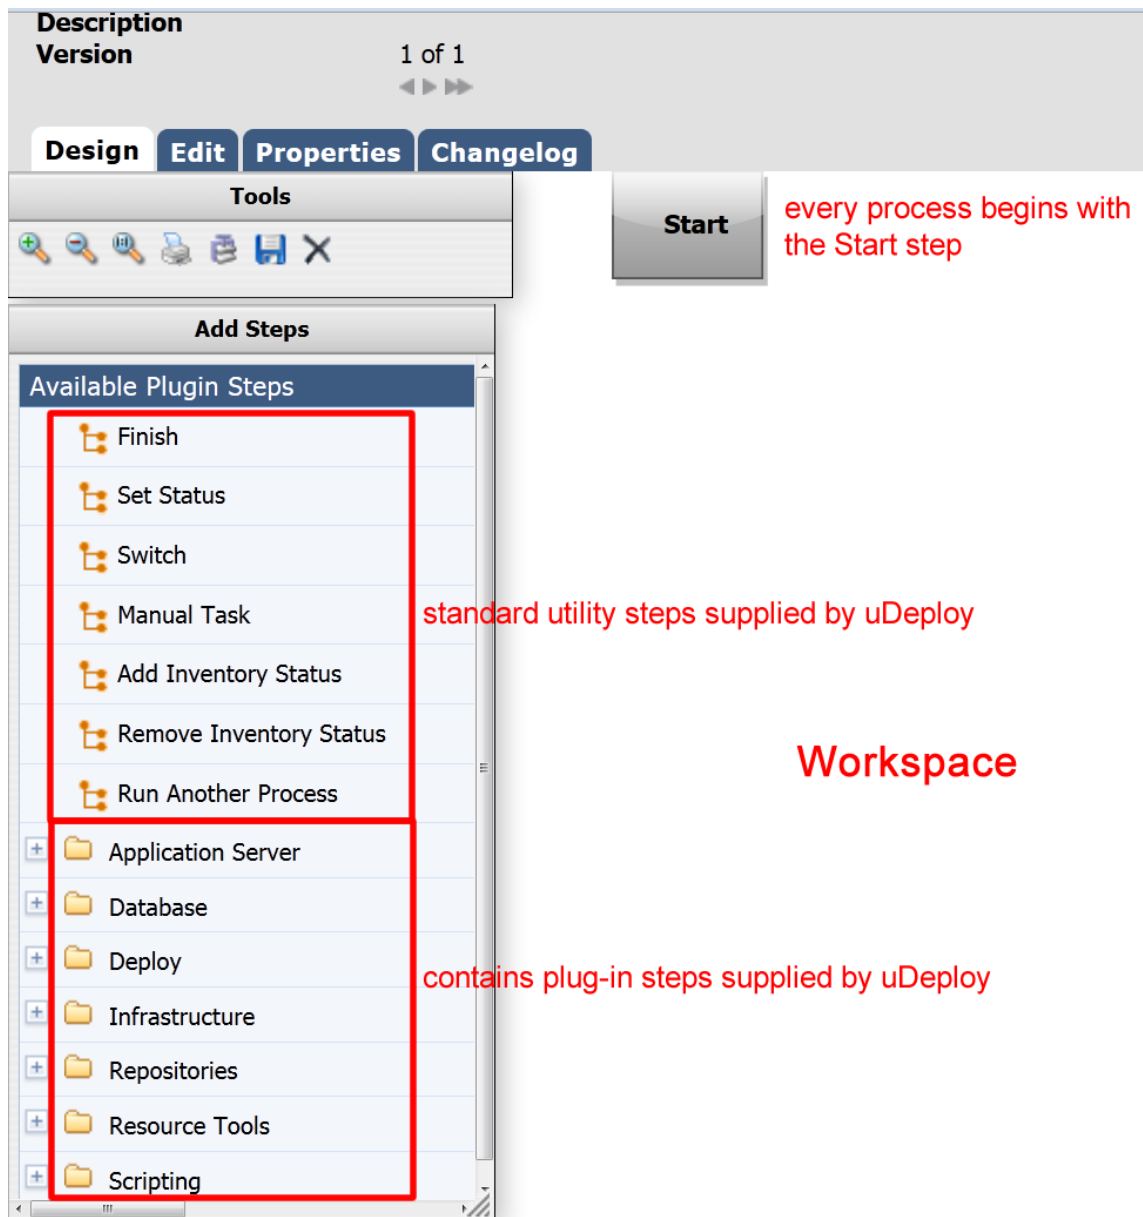 Description
Version 1 of 1
Design Edit Properties Changelog
Tools
Start
every process begins with
the Start step
Add Steps
Available Plugin Steps
Finish
Set Status
Switch
Manual Task
standard utility steps supplied by uDeploy
Add Inventory Status
Remove Inventory Status
Workspace
Run Another Process
Application Server
Database
Deploy
contains plug-in steps supplied by uDeploy
Infrastructure
Repositories
Resource Tools
Scripting